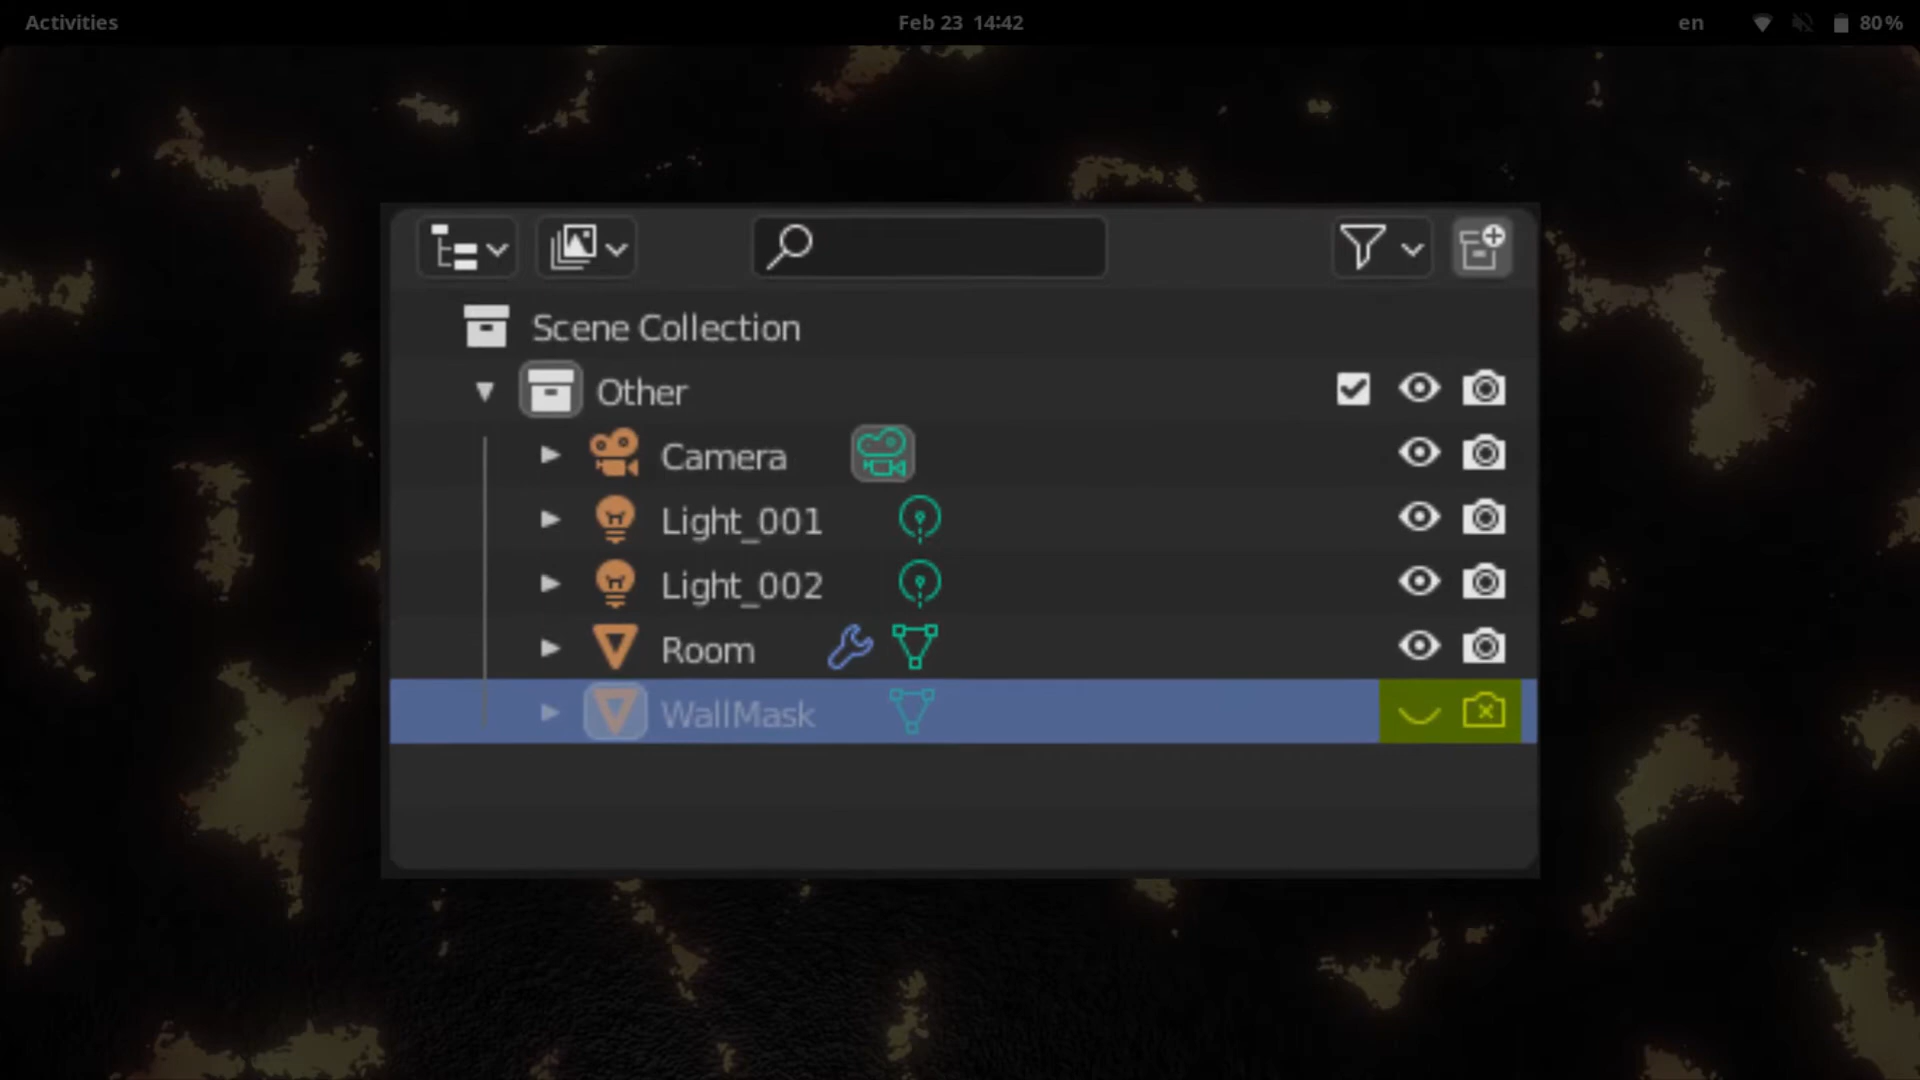 Activities
Feb 23 14:42
en
80%
Scene Collection
Other
Camera
Light_001
Light_002
Room
WallMask